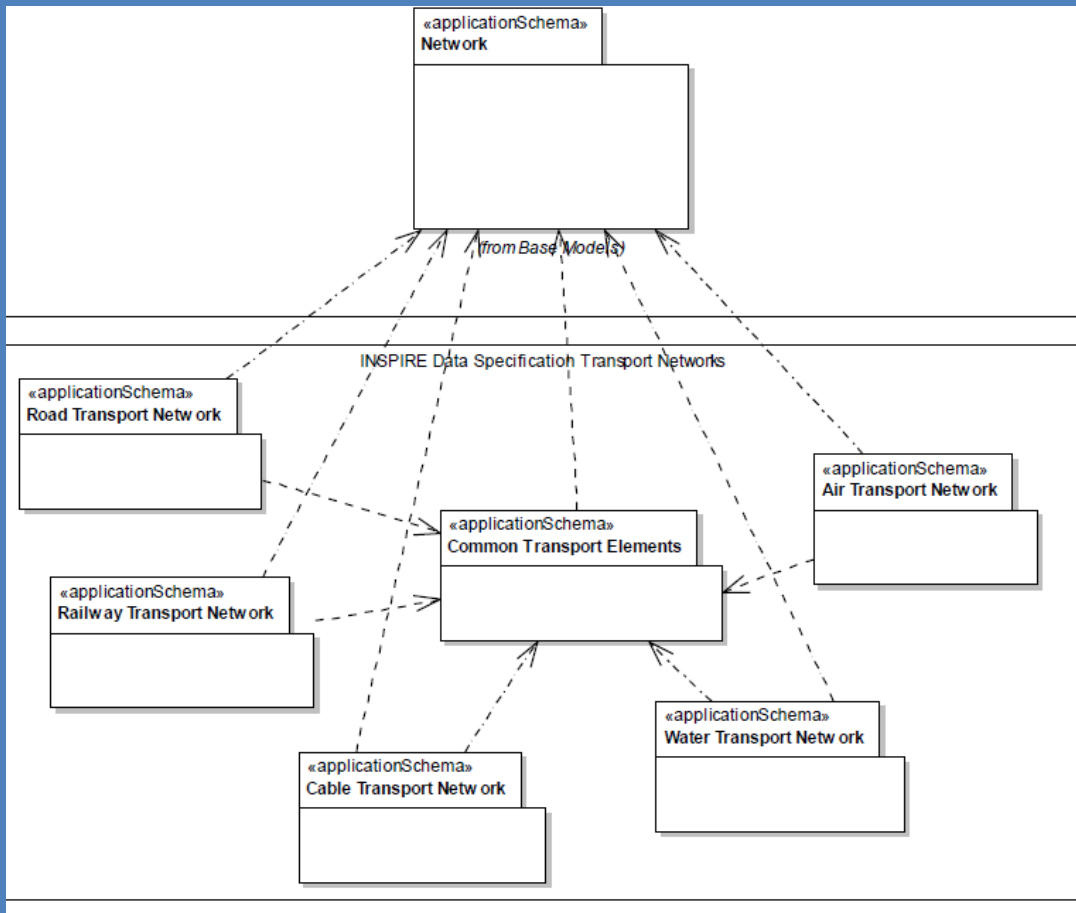 «applicationSchema»
Network
(from Base Models)
INSPIRE Data Specification Transport Networks
«applicationSchema»
Road Transport Network
«applicationSchema»
Air Transport Network
«applicationSchema»
Common Transport Elements
«applicationSchema»
Railway Transport Network
«applicationSchema»
Water Transport Network
«applicationSchema»
Cable Transport Network